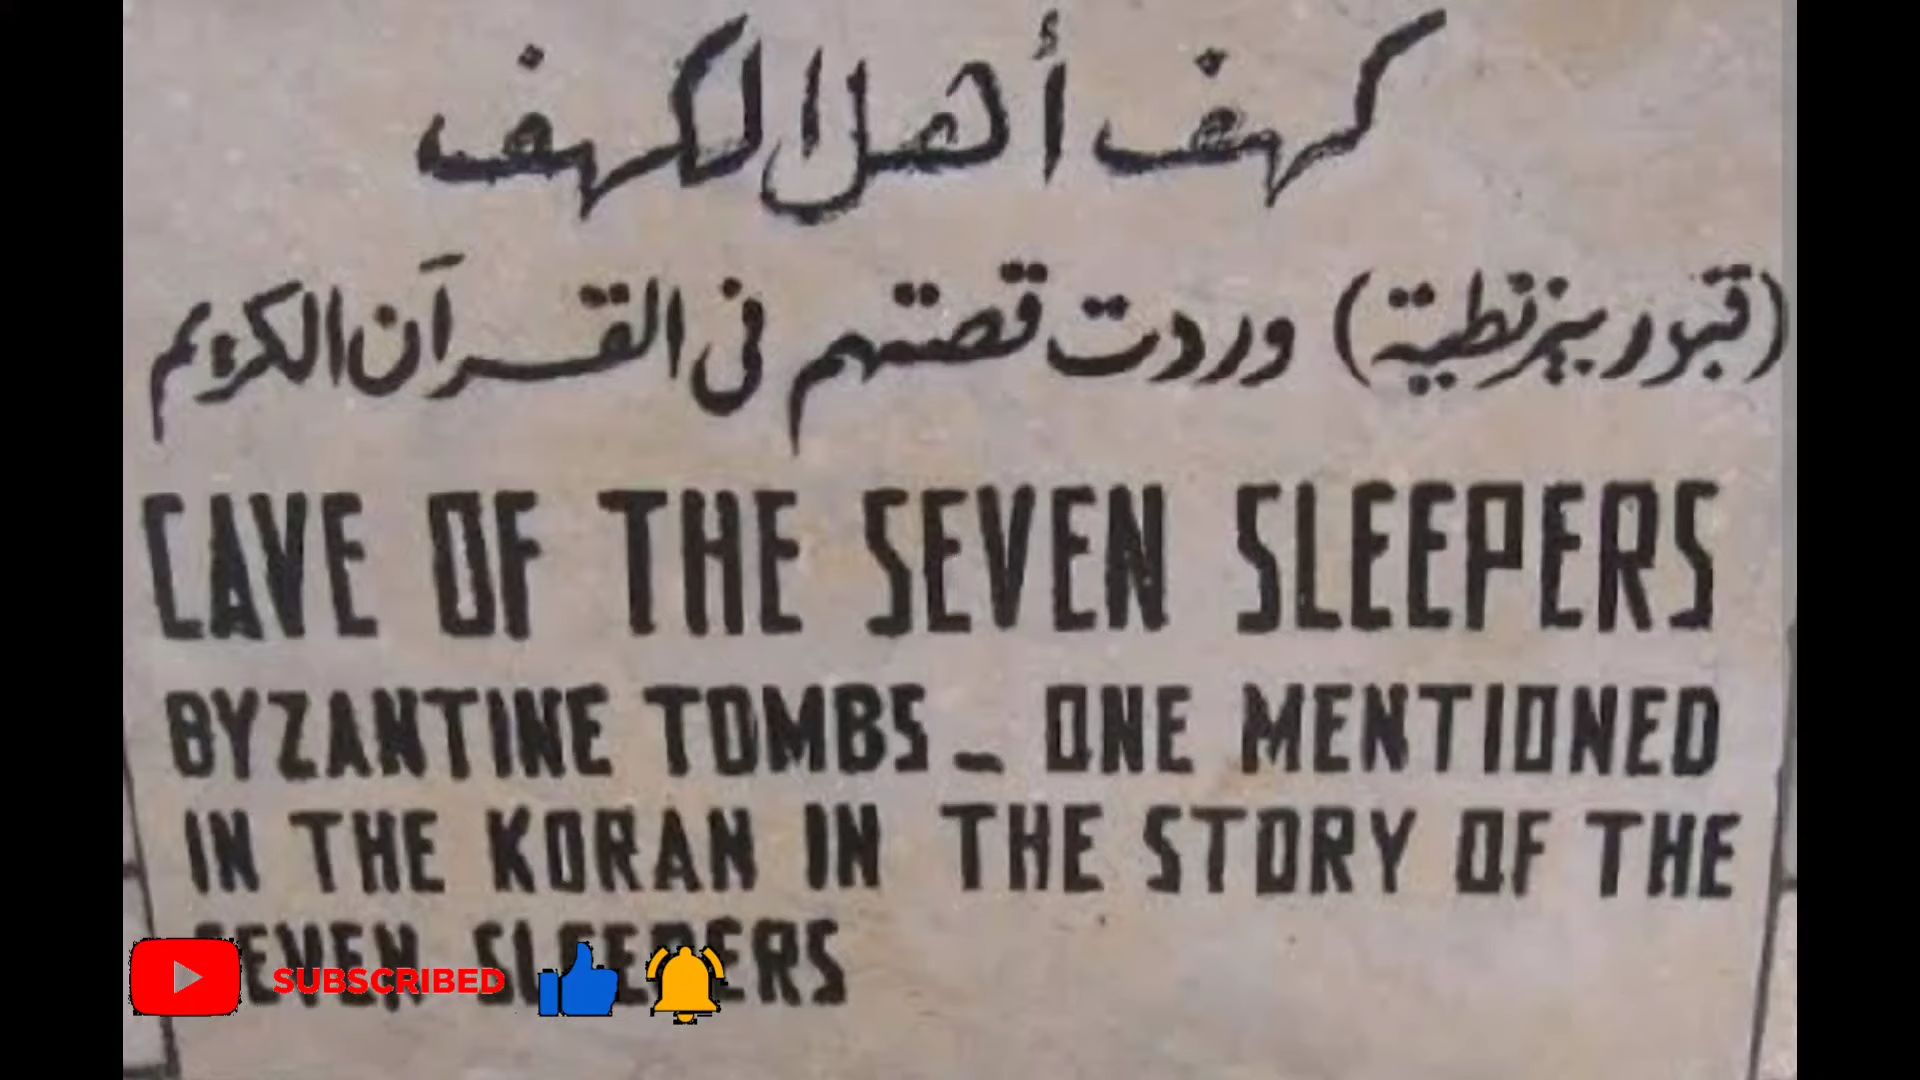 كهف أهل الكهف
(قبور بيزنطية) وردت قصتهم في القرآن الكريم
CAVE OF THE SEVEN SLEEPERS
BYZANTINE TOMBS _ ONE MENTIONED
IN THE KORAN IN THE STORY OF THE
SEVEN SLEEPERS
SUBSCRIBED